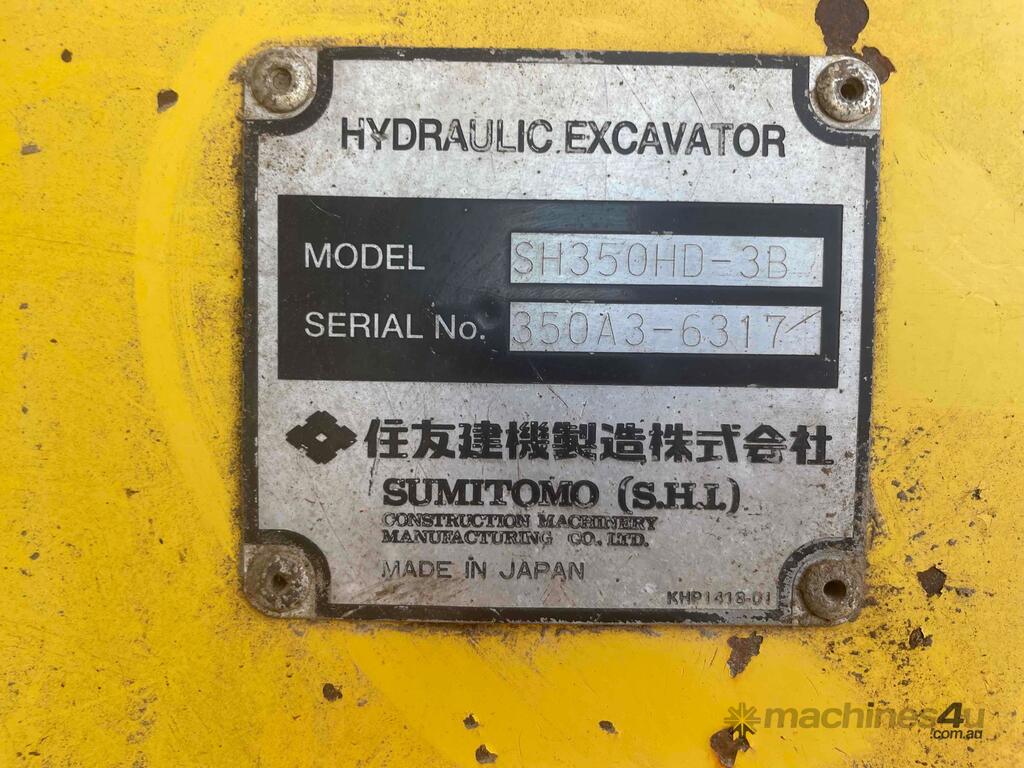 HYDRAULIC EXCAVATOR
MODEL SH350HD-3B
SERIAL No. 350A3-6317
住友建機製造株式会社
SUMITOMO (S.H.I.)
CONSTRUCTION MACHINERY
MANUFACTURING CO., LTD.
MADE IN JAPAN
KHP1418-01
machines4u
.com.au